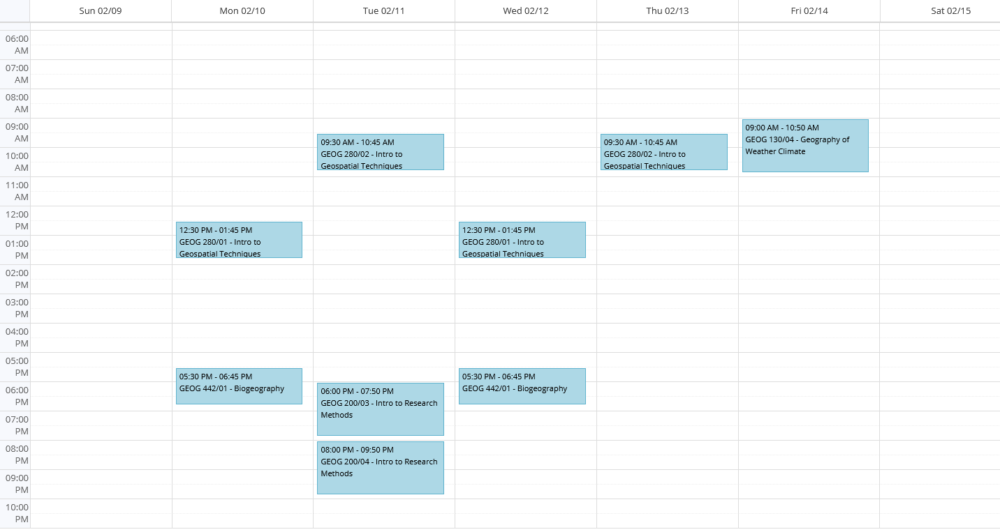 Sun 02/09
Mon 02/10
Tue 02/11
Wed 02/12
Thu 02/13
Fri 02/14
Sat 02/15
06:00
AM
07:00
AM
08:00
AM
09:00
AM
10:00
AM
11:00
AM
12:00
PM
01:00
PM
02:00
PM
03:00
PM
04:00
PM
05:00
PM
06:00
PM
07:00
PM
08:00
PM
09:00
PM
10:00
PM
12:30 PM - 01:45 PM
GEOG 280/01 - Intro to
Geospatial Techniques
05:30 PM - 06:45 PM
GEOG 442/01 - Biogeography
09:30 AM - 10:45 AM
GEOG 280/02 - Intro to
Geospatial Techniques
06:00 PM - 07:50 PM
GEOG 200/03 - Intro to Research
Methods
08:00 PM - 09:50 PM
GEOG 200/04 - Intro to Research
Methods
12:30 PM - 01:45 PM
GEOG 280/01 - Intro to
Geospatial Techniques
05:30 PM - 06:45 PM
GEOG 442/01 - Biogeography
09:30 AM - 10:45 AM
GEOG 280/02 - Intro to
Geospatial Techniques
09:00 AM - 10:50 AM
GEOG 130/04 - Geography of
Weather Climate